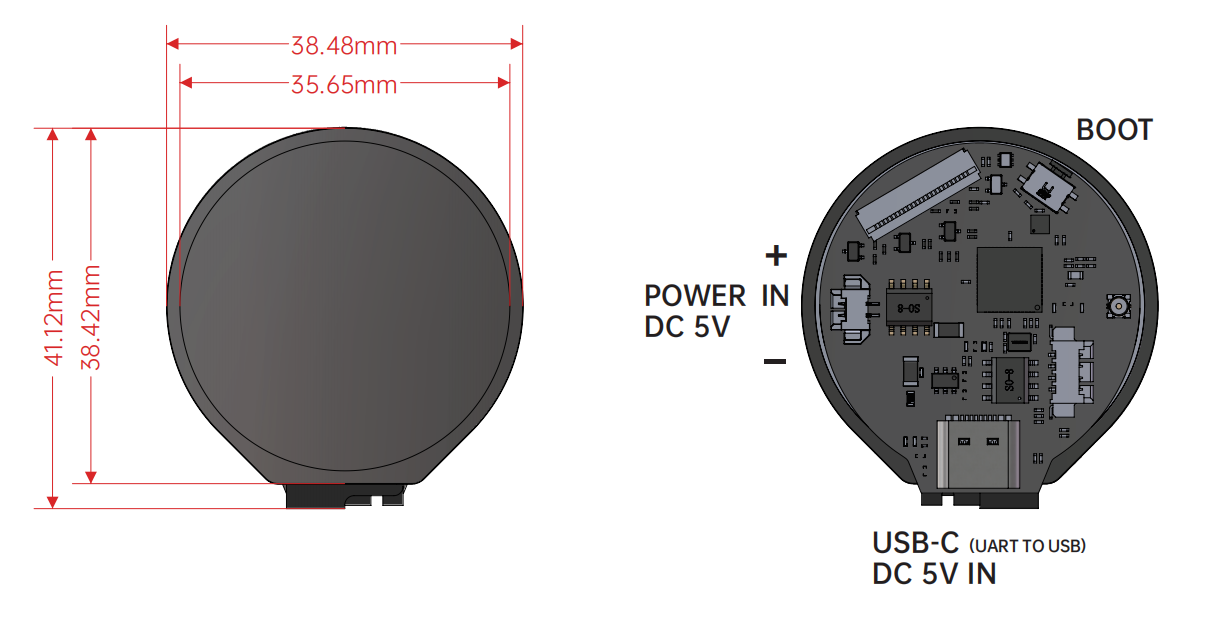 38.48mm
35.65mm
41.12mm
38.42mm
BOOT
+
POWER IN
DC 5V
−
SO-8
SO-8
USB-C (UART TO USB)
DC 5V IN